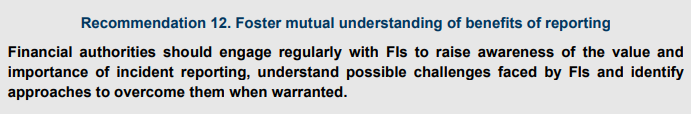 Recommendation 12. Foster mutual understanding of benefits of reporting
Financial authorities should engage regularly with FIs to raise awareness of the value and
importance of incident reporting, understand possible challenges faced by FIs and identify
approaches to overcome them when warranted.